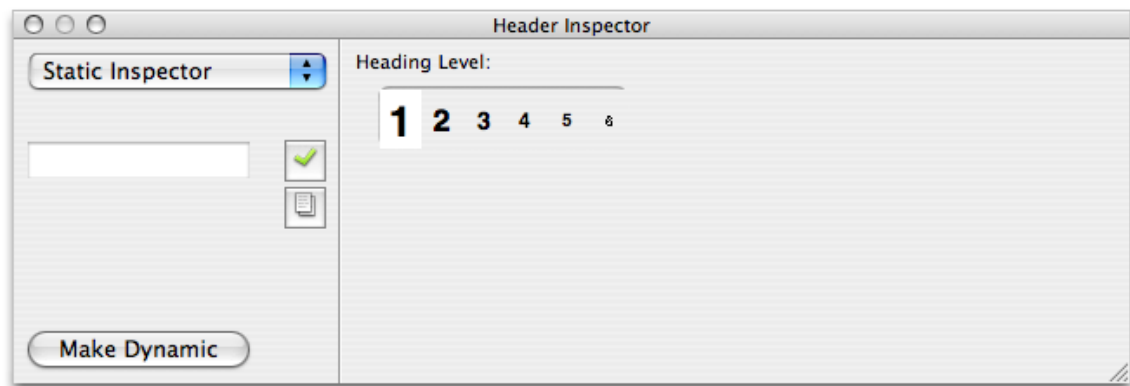 Header Inspector
Static Inspector
Heading Level:
1 2 3 4 5 6
Make Dynamic